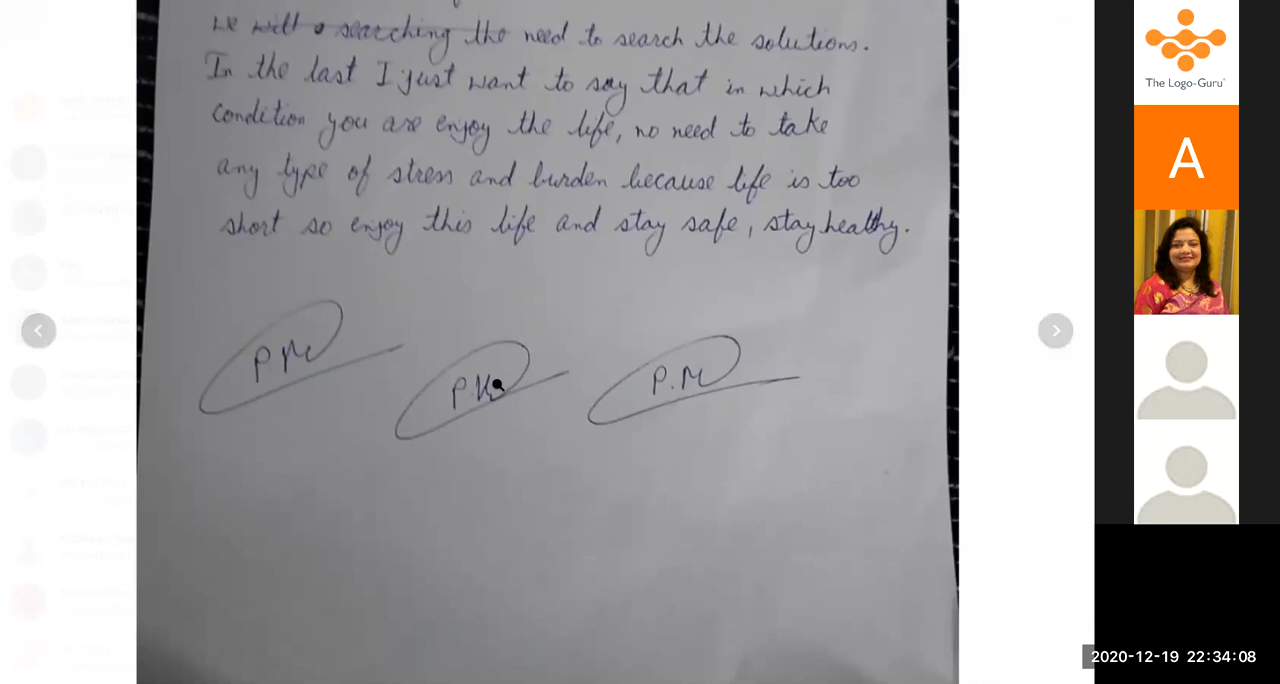 we will searching the need to search the solutions.
In the last I just want to say that in which
condition you are enjoy the life, no need to take
any type of stress and burden because life is too
short so enjoy this life and stay safe, stay healthy.
P.M
P.M
P.M
The Logo-Guru
A
2020-12-19 22:34:08